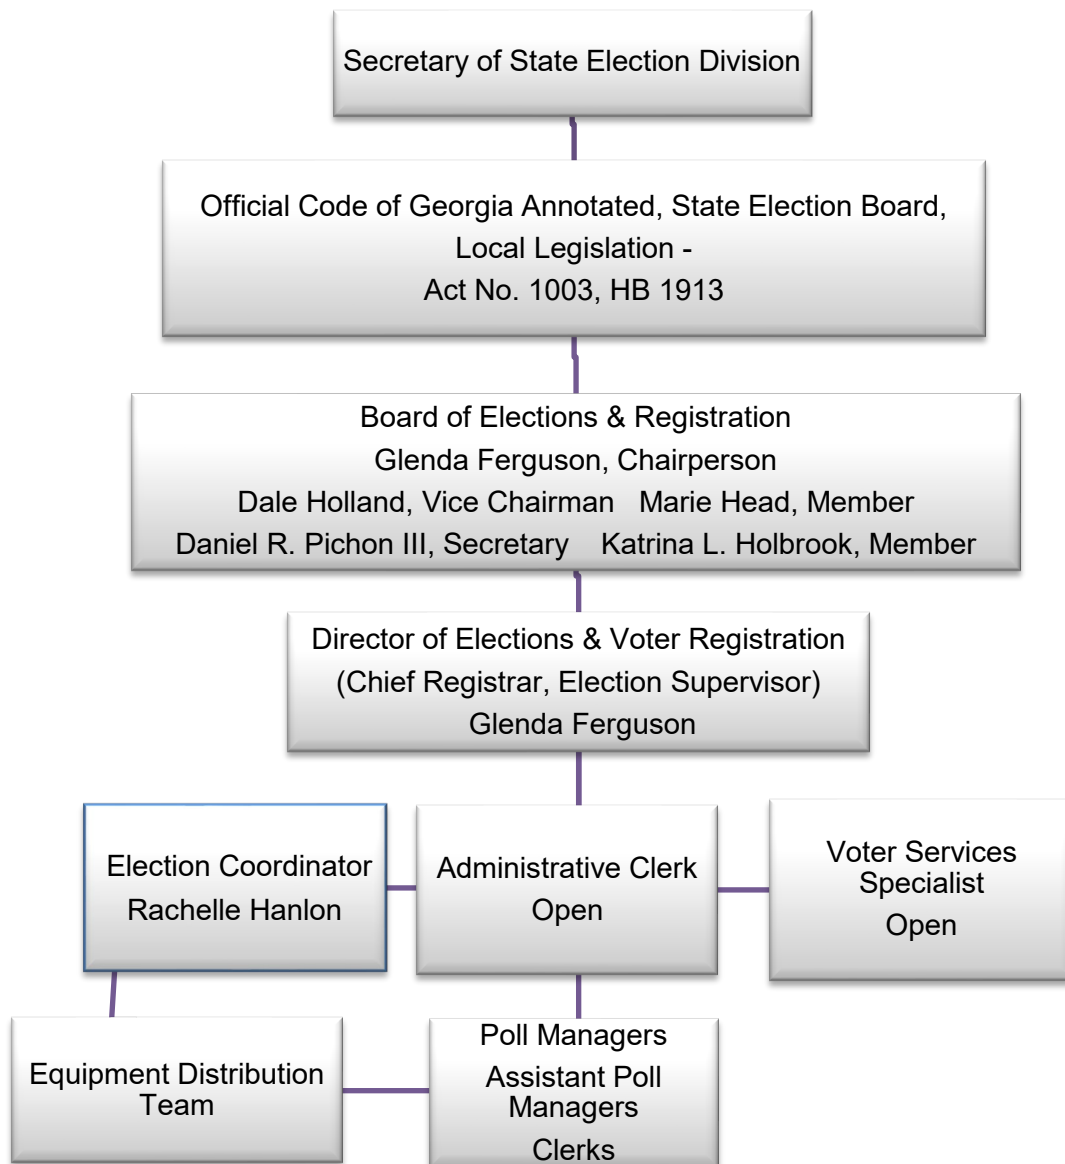 Secretary of State Election Division
Official Code of Georgia Annotated, State Election Board,
Local Legislation -
Act No. 1003, HB 1913
Board of Elections & Registration
Glenda Ferguson, Chairperson
Dale Holland, Vice Chairman   Marie Head, Member
Daniel R. Pichon III, Secretary    Katrina L. Holbrook, Member
Director of Elections & Voter Registration
(Chief Registrar, Election Supervisor)
Glenda Ferguson
Election Coordinator
Rachelle Hanlon
Administrative Clerk
Open
Voter Services
Specialist
Open
Equipment Distribution
Team
Poll Managers
Assistant Poll
Managers
Clerks